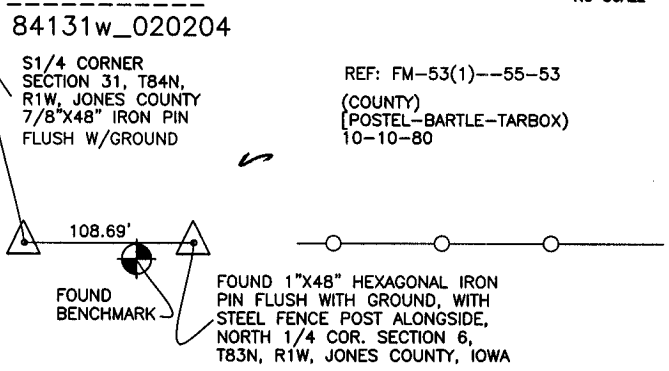 84131w_020204
S1/4 CORNER
SECTION 31, T84N,
R1W, JONES COUNTY
7/8"X48" IRON PIN
FLUSH W/GROUND
REF: FM-53(1)--55-53
(COUNTY)
[POSTEL-BARTLE-TARBOX)
10-10-80
108.69'
FOUND
BENCHMARK
FOUND 1"X48" HEXAGONAL IRON
PIN FLUSH WITH GROUND, WITH
STEEL FENCE POST ALONGSIDE,
NORTH 1/4 COR. SECTION 6,
T83N, R1W, JONES COUNTY, IOWA